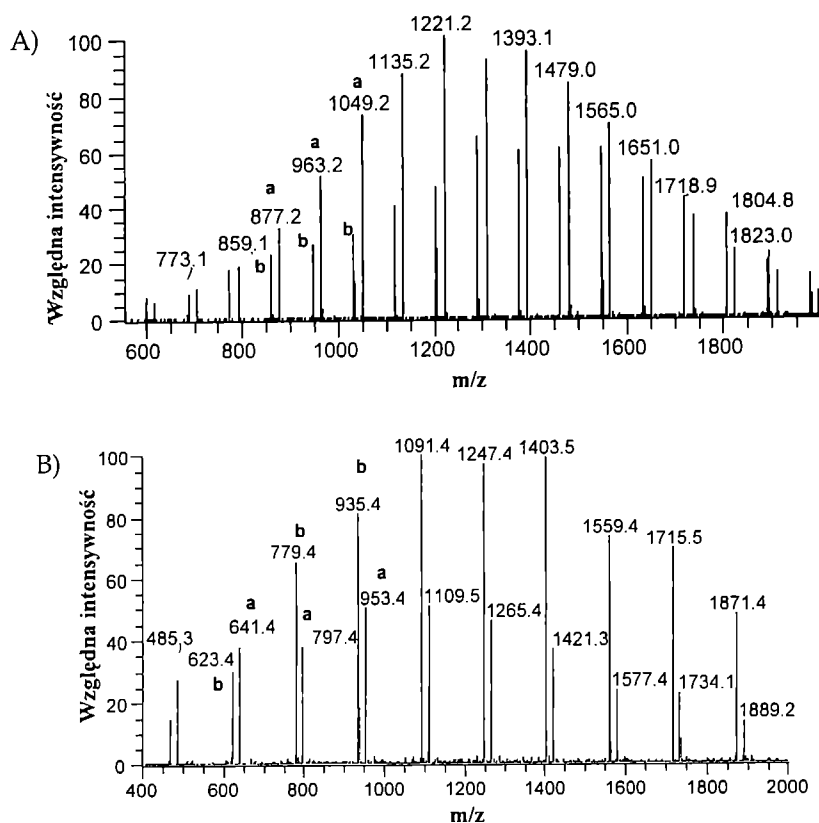 A)
Względna intensywność
100
80
60
40
20
0
773.1
859.1
b
a
877.2
b
a
963.2
b
a
1049.2
1135.2
1221.2
1393.1
1479.0
1565.0
1651.0
1718.9
1804.8
1823.0
600 800 1000 1200 1400 1600 1800
m/z
B)
Względna intensywność
100
80
60
40
20
0
485.3
623.4
b
a
641.4
b
779.4
a
797.4
b
935.4
a
953.4
1091.4
1109.5
1247.4
1265.4
1403.5
1421.3
1559.4
1577.4
1715.5
1734.1
1871.4
1889.2
400 600 800 1000 1200 1400 1600 1800 2000
m/z